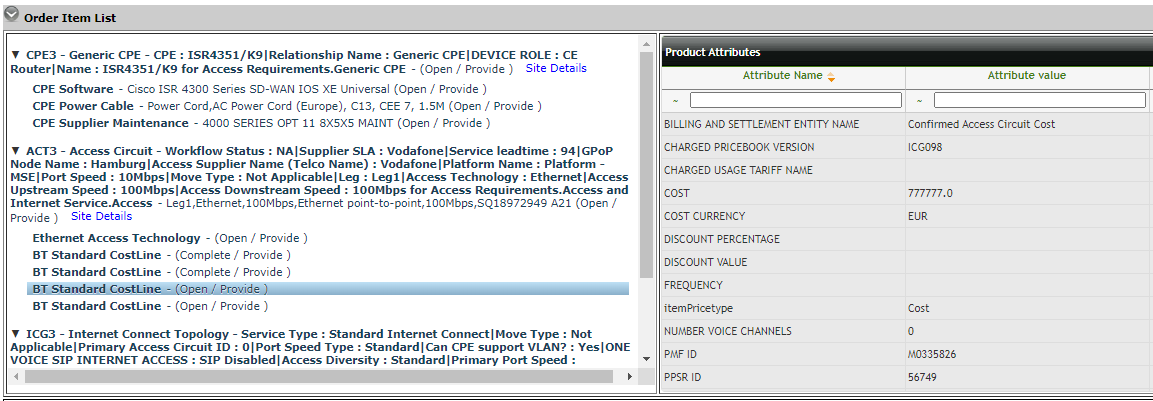 Order Item List
▼ CPE3 - Generic CPE - CPE : ISR4351/K9|Relationship Name : Generic CPE|DEVICE ROLE : CE
Router|Name : ISR4351/K9 for Access Requirements.Generic CPE - (Open / Provide ) Site Details
CPE Software - Cisco ISR 4300 Series SD-WAN IOS XE Universal (Open / Provide )
CPE Power Cable - Power Cord,AC Power Cord (Europe), C13, CEE 7, 1.5M (Open / Provide )
CPE Supplier Maintenance - 4000 SERIES OPT 11 8X5X5 MAINT (Open / Provide )
▼ ACT3 - Access Circuit - Workflow Status : NA|Supplier SLA : Vodafone|Service leadtime : 94|GPoP
Node Name : Hamburg|Access Supplier Name (Telco Name) : Vodafone|Platform Name : Platform -
MSE|Port Speed : 10Mbps|Move Type : Not Applicable|Leg : Leg1|Access Technology : Ethernet|Access
Upstream Speed : 100Mbps|Access Downstream Speed : 100Mbps for Access Requirements.Access and
Internet Service.Access - Leg1,Ethernet,100Mbps,Ethernet point-to-point,100Mbps,SQ18972949 A21 (Open /
Provide ) Site Details
Ethernet Access Technology - (Open / Provide )
BT Standard CostLine - (Complete / Provide )
BT Standard CostLine - (Complete / Provide )
BT Standard CostLine - (Open / Provide )
BT Standard CostLine - (Open / Provide )
▼ ICG3 - Internet Connect Topology - Service Type : Standard Internet Connect|Move Type : Not
Applicable|Primary Access Circuit ID : 0|Port Speed Type : Standard|Can CPE support VLAN? : Yes|ONE
VOICE SIP INTERNET ACCESS : SIP Disabled|Access Diversity : Standard|Primary Port Speed :
Product Attributes
Attribute Name Attribute value
~ ~
BILLING AND SETTLEMENT ENTITY NAME Confirmed Access Circuit Cost
CHARGED PRICEBOOK VERSION ICG098
CHARGED USAGE TARIFF NAME
COST 777777.0
COST CURRENCY EUR
DISCOUNT PERCENTAGE
DISCOUNT VALUE
FREQUENCY
itemPricetype Cost
NUMBER VOICE CHANNELS 0
PMF ID M0335826
PPSR ID 56749